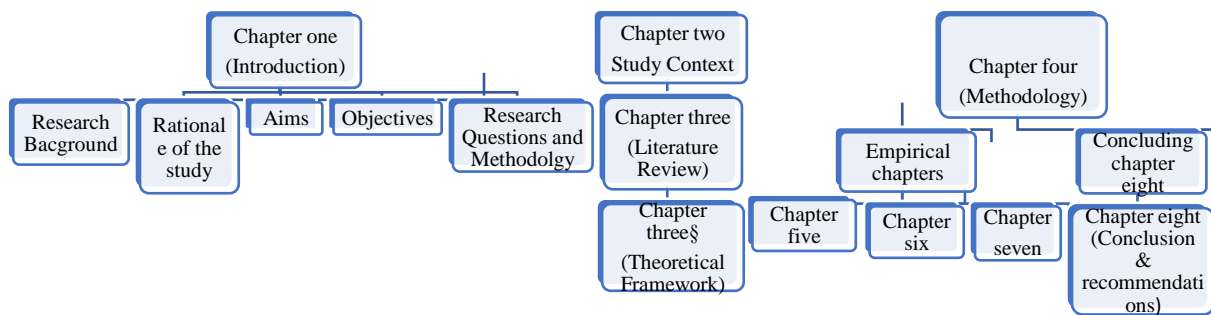 Chapter one
(Introduction)
Research
Bacground
Rational
e of the
study
Aims
Objectives
Research
Questions and
Methodolgy
Chapter two
Study Context
Chapter three
(Literature
Review)
Chapter
three§
(Theoretical
Framework)
Chapter four
(Methodology)
Empirical
chapters
Concluding
chapter
eight
Chapter
five
Chapter
six
Chapter
seven
Chapter eight
(Conclusion
&
recommendati
ons)